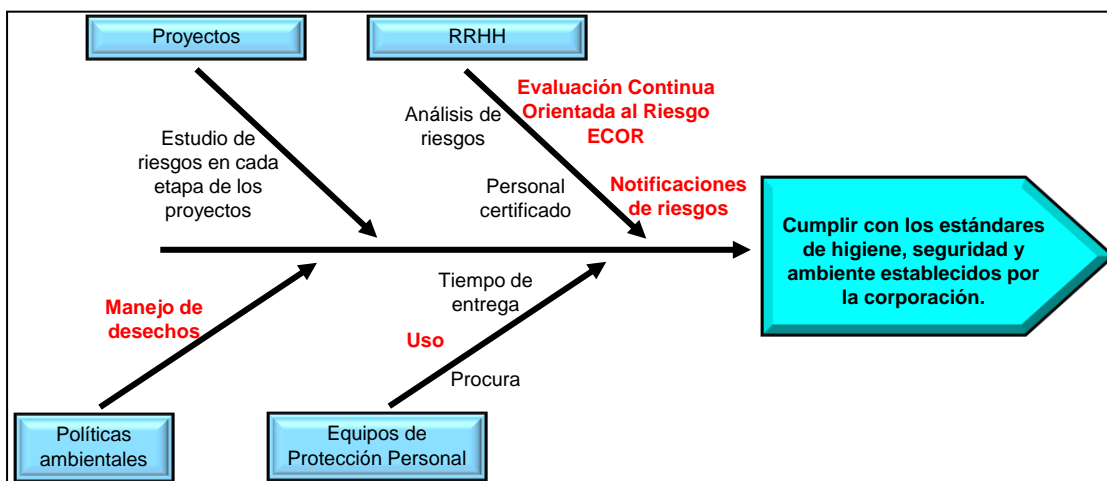 Proyectos
RRHH
Evaluación Continua
Orientada al Riesgo
ECOR
Análisis de
riesgos
Estudio de
riesgos en cada
etapa de los
proyectos
Personal
certificado
Notificaciones
de riesgos
Cumplir con los estándares
de higiene, seguridad y
ambiente establecidos por
la corporación.
Manejo de
desechos
Tiempo de
entrega
Uso
Procura
Políticas
ambientales
Equipos de
Protección Personal